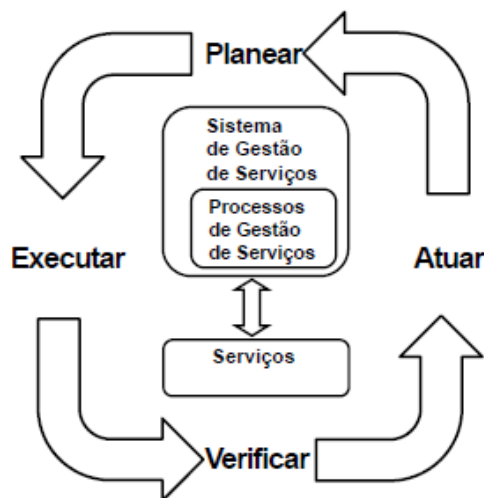 Planear
Sistema
de Gestão
de Serviços
Processos
de Gestão
de Serviços
Executar
Atuar
Serviços
Verificar